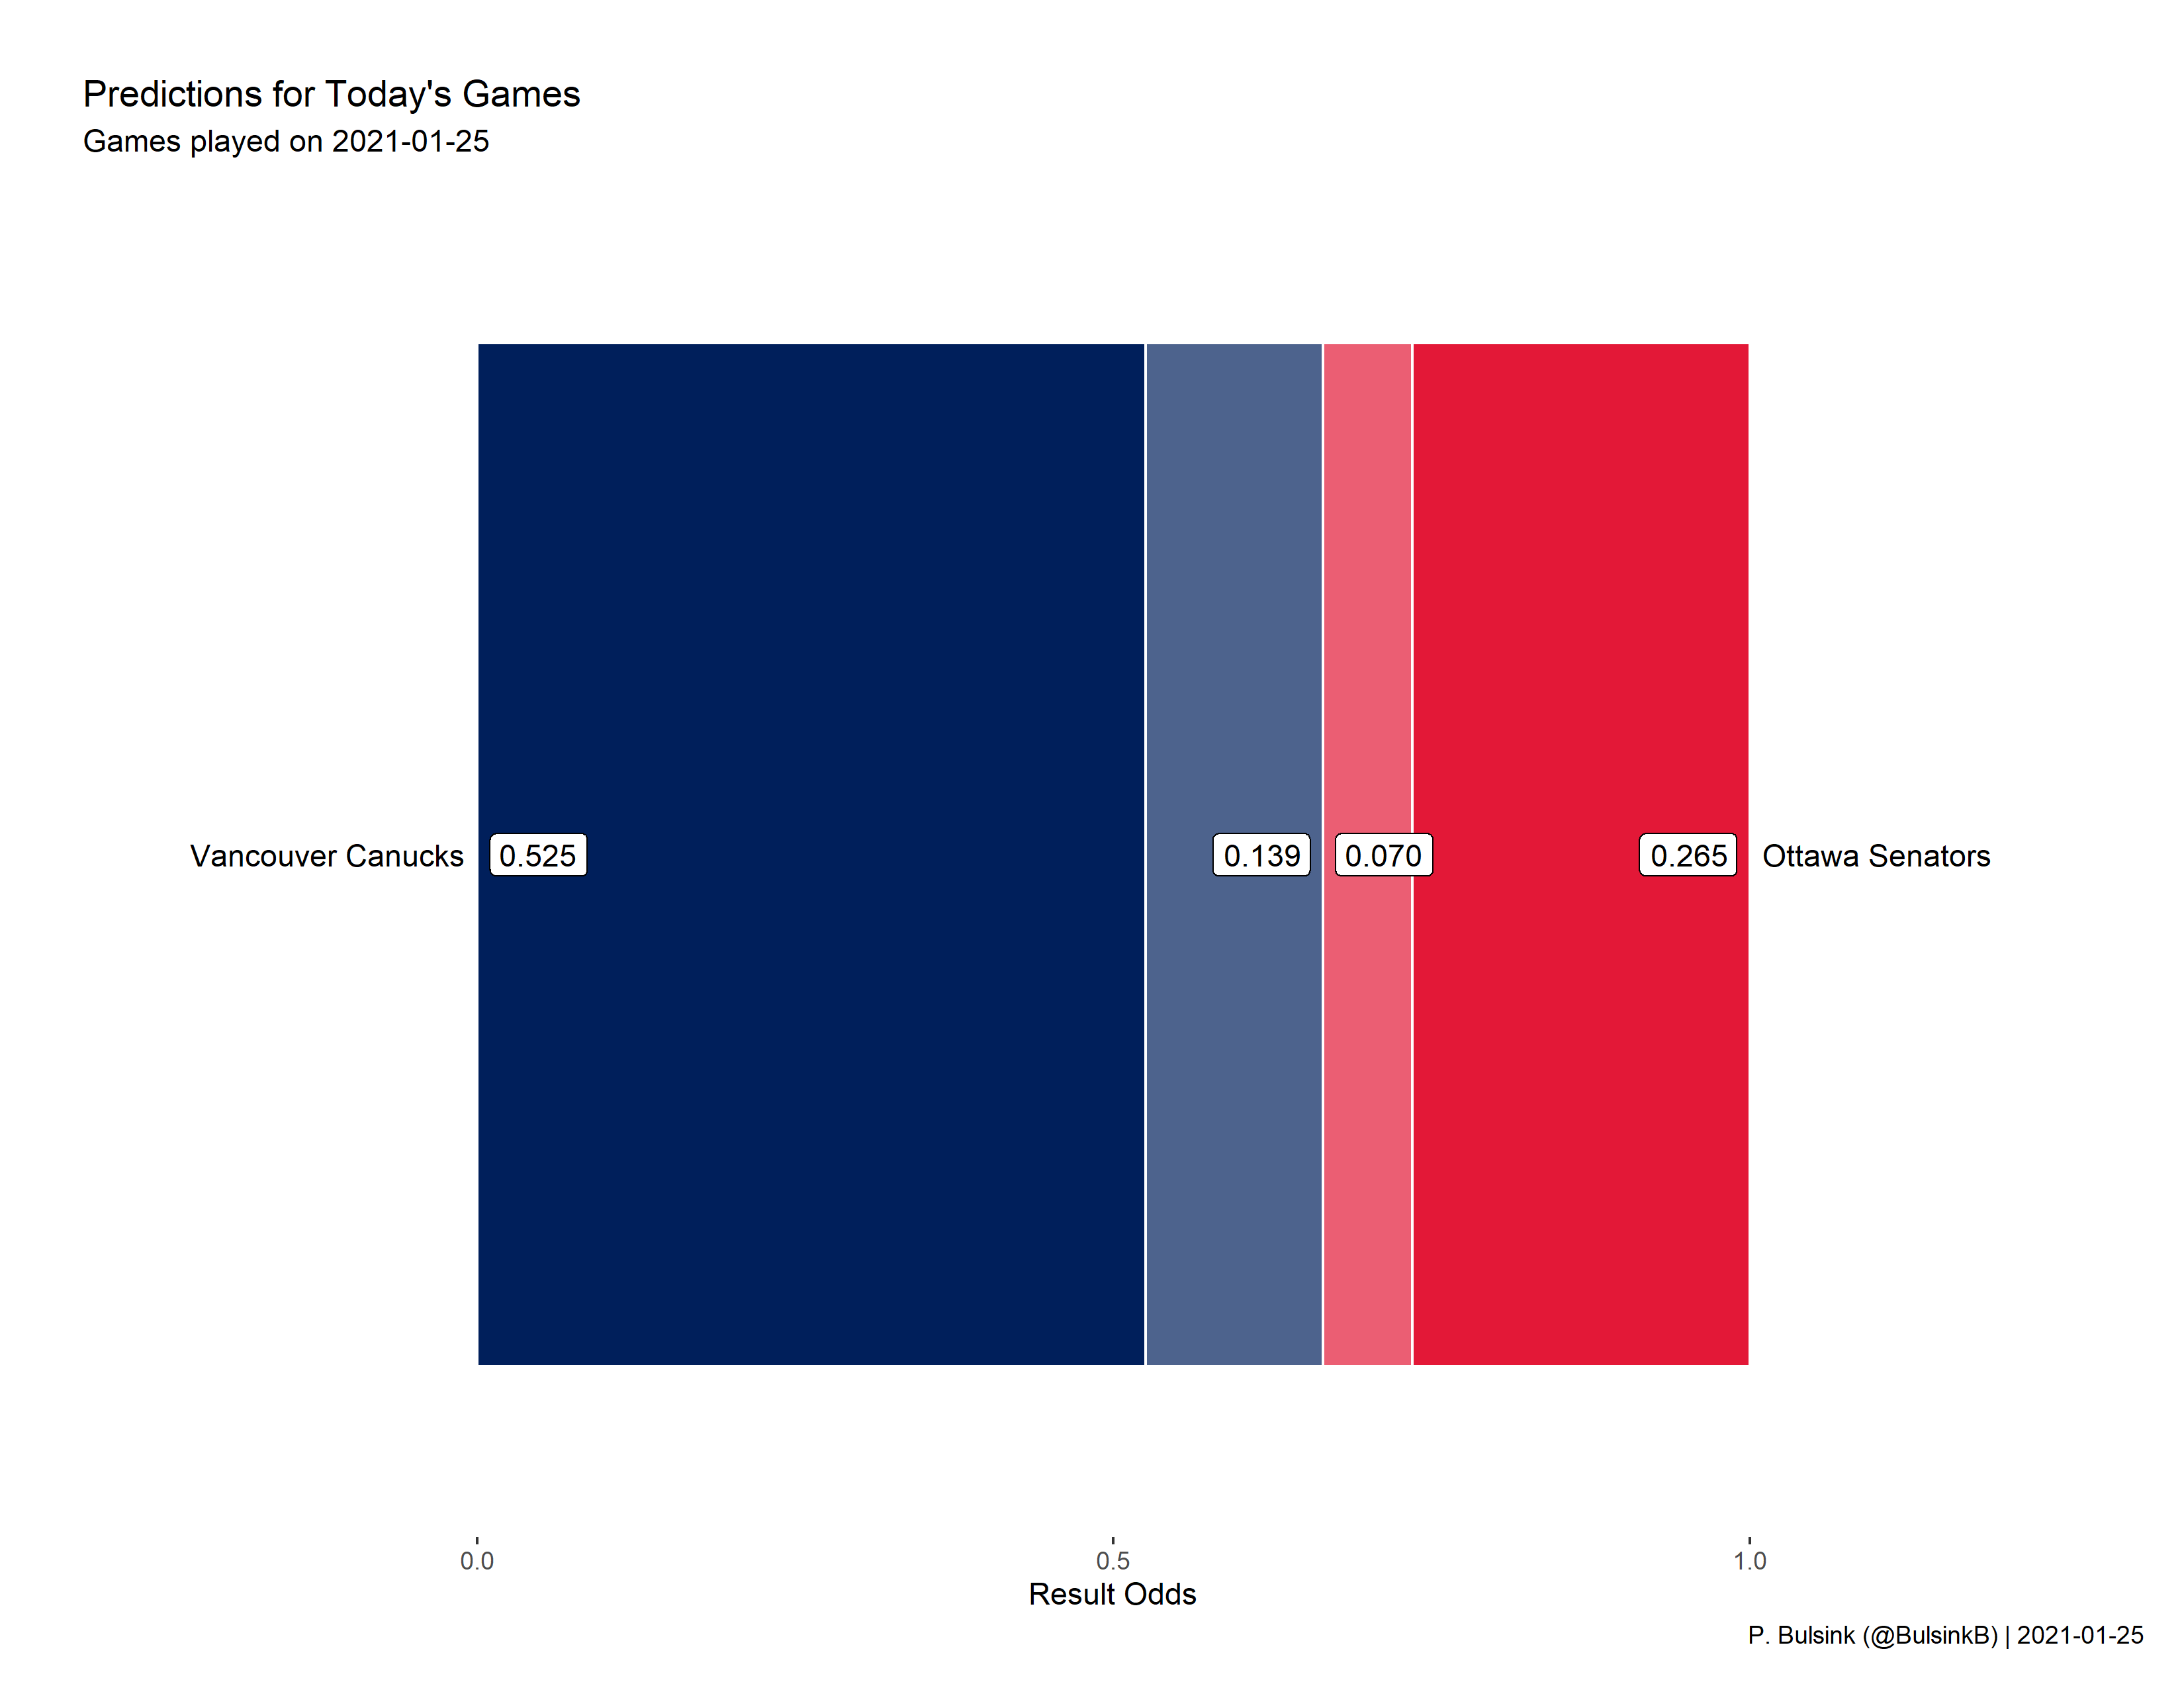 Predictions for Today's Games
Games played on 2021-01-25
Vancouver Canucks 0.525 0.139 0.070 0.265 Ottawa Senators
0.0 0.5 1.0
Result Odds
P. Bulsink (@BulsinkB) | 2021-01-25